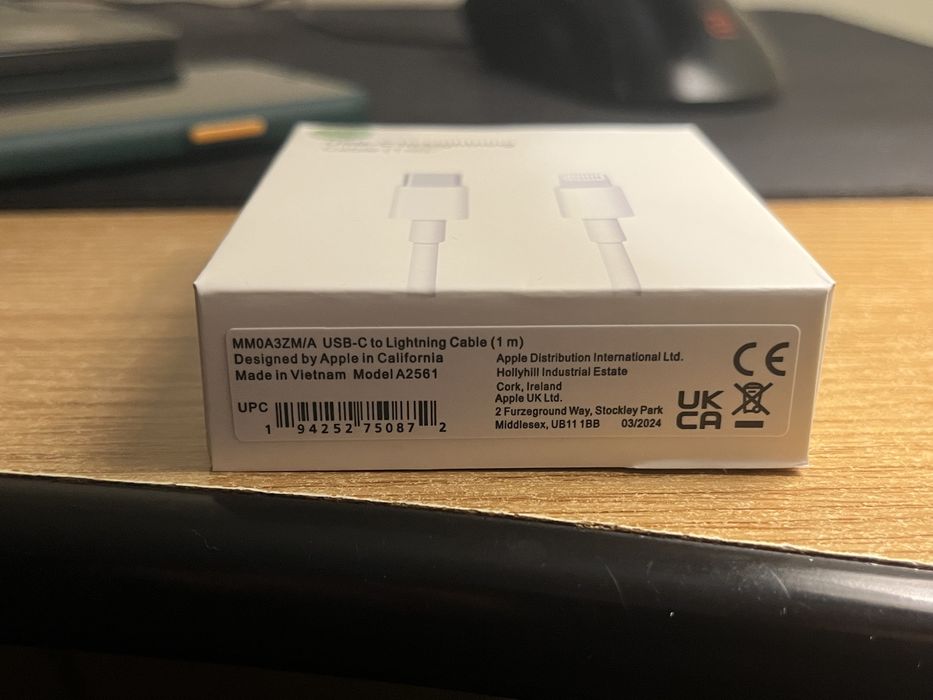 MM0A3ZM/A USB-C to Lightning Cable (1 m)
Designed by Apple in California
Made in Vietnam Model A2561
UPC
1 94252 75087 2
Apple Distribution International Ltd.
Hollyhill Industrial Estate
Cork, Ireland
Apple UK Ltd.
2 Furzeground Way, Stockley Park
Middlesex, UB11 1BB 03/2024
CE
UK
CA